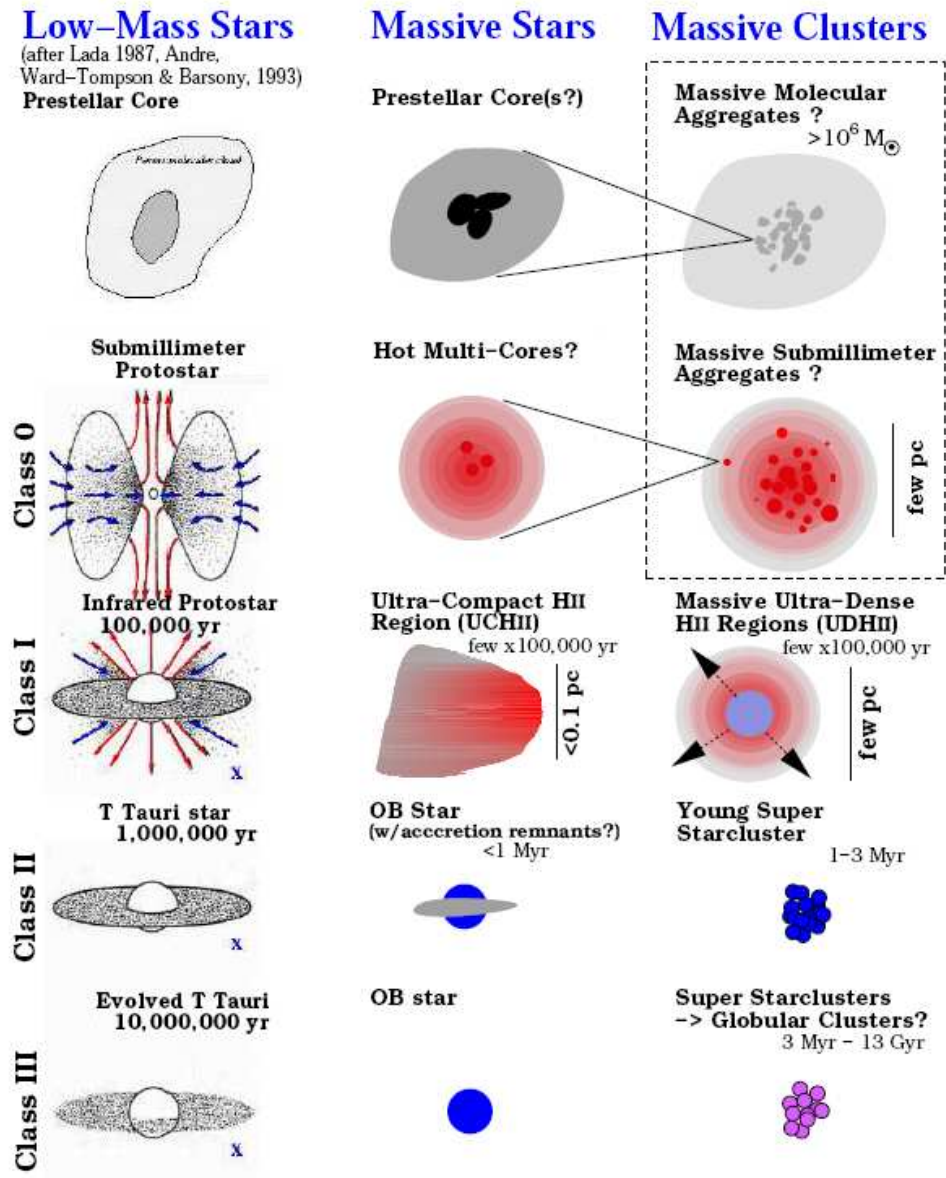 Low-Mass Stars
(after Lada 1987, Andre,
Ward-Tompson & Barsony, 1993)
Prestellar Core
Parent molecular cloud
Massive Stars
Prestellar Core(s?)
Massive Clusters
Massive Molecular
Aggregates ?
>10⁶ M☉
Class 0
Submillimeter
Protostar
Hot Multi-Cores?
Massive Submillimeter
Aggregates ?
few pc
Class I
Infrared Protostar
100,000 yr
X
Ultra-Compact HII
Region (UCHII)
few x100,000 yr
<0.1 pc
Massive Ultra-Dense
HII Regions (UDHII)
few x100,000 yr
few pc
Class II
T Tauri star
1,000,000 yr
X
OB Star
(w/acccretion remnants?)
<1 Myr
Young Super
Starcluster
1-3 Myr
Class III
Evolved T Tauri
10,000,000 yr
X
OB star
Super Starclusters
-> Globular Clusters?
3 Myr - 13 Gyr